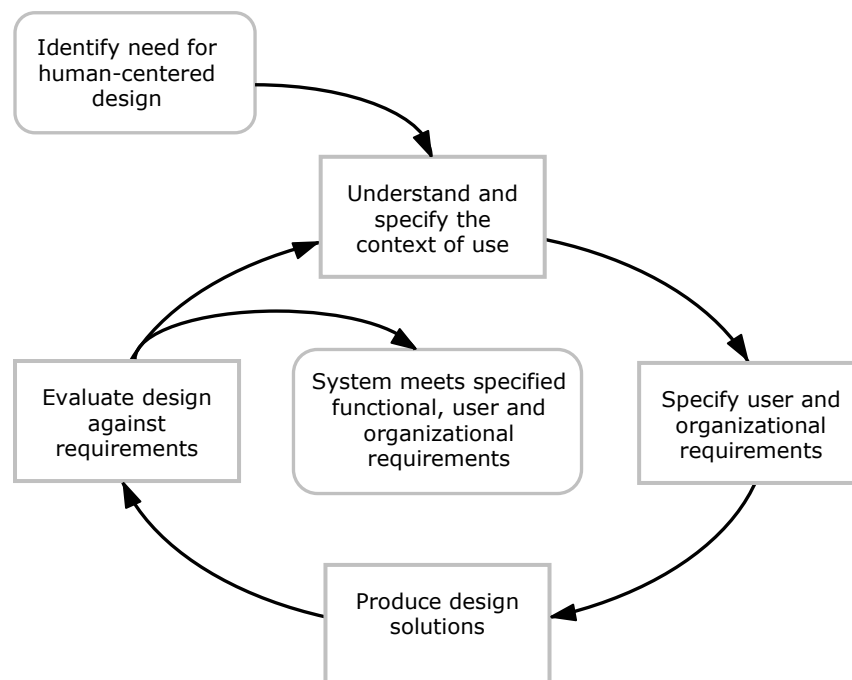 Identify need for
human-centered
design
Understand and
specify the
context of use
Evaluate design
against
requirements
System meets specified
functional, user and
organizational
requirements
Specify user and
organizational
requirements
Produce design
solutions